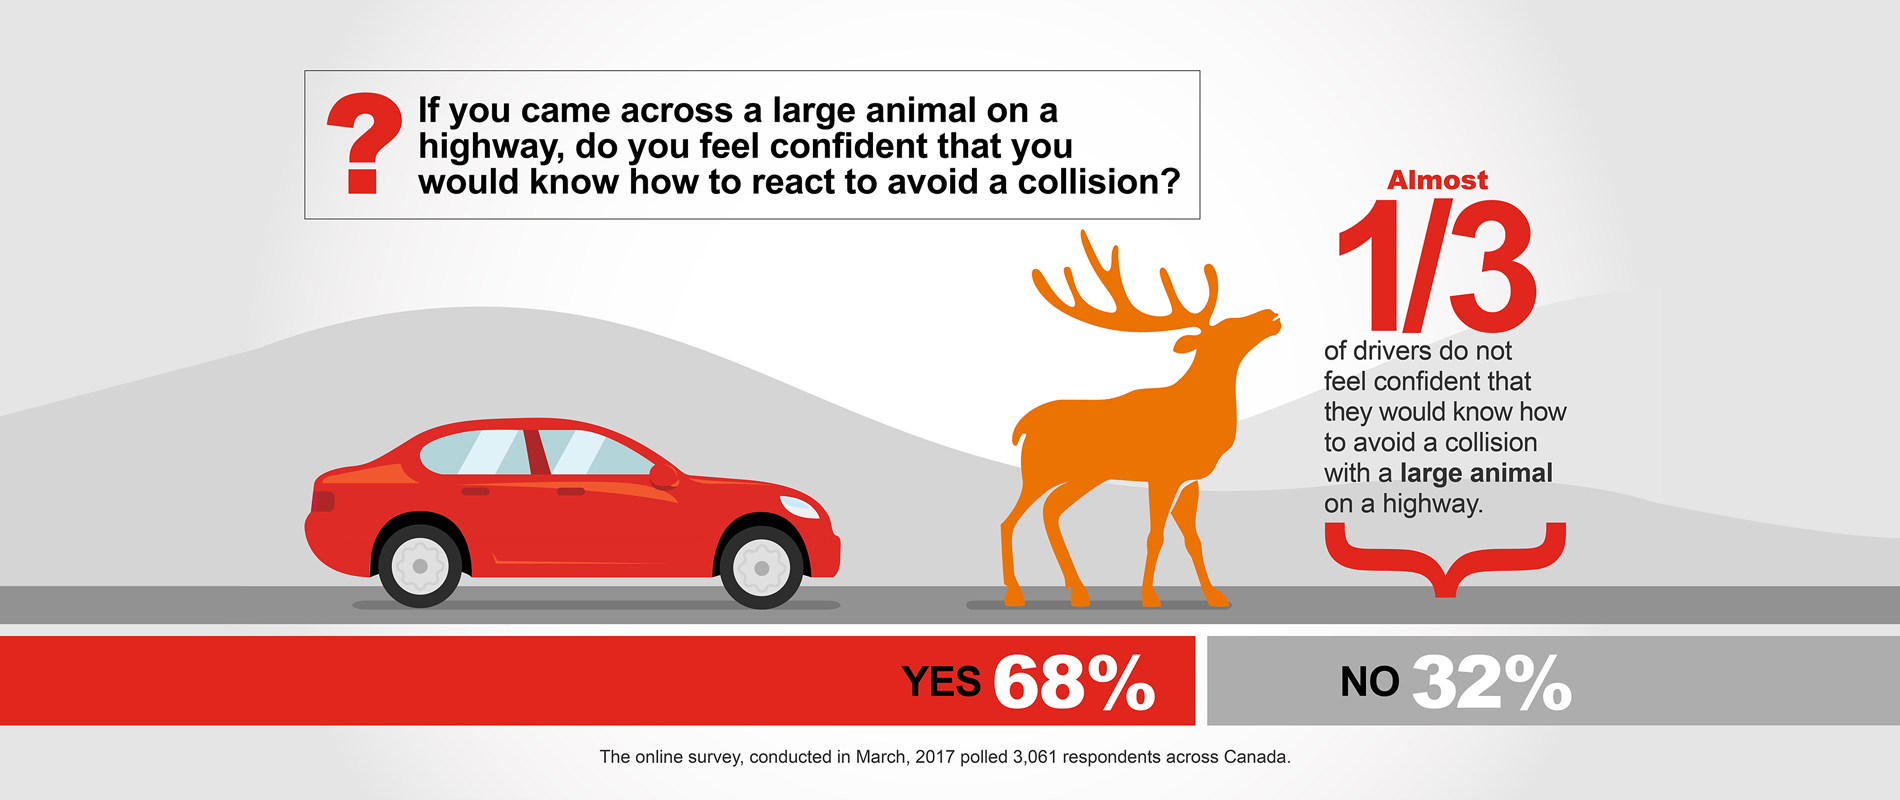 ?
If you came across a large animal on a
highway, do you feel confident that you
would know how to react to avoid a collision?
Almost
1/3
of drivers do not
feel confident that
they would know how
to avoid a collision
with a large animal
on a highway.
YES 68%
NO 32%
The online survey, conducted in March, 2017 polled 3,061 respondents across Canada.